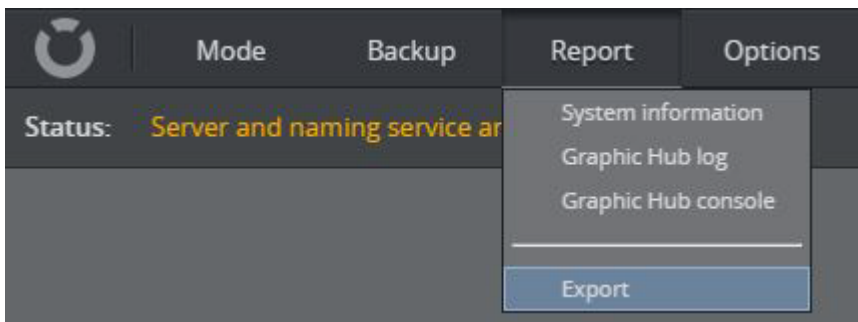 Mode Backup Report Options
Status: Server and naming service ar
System information
Graphic Hub log
Graphic Hub console
Export